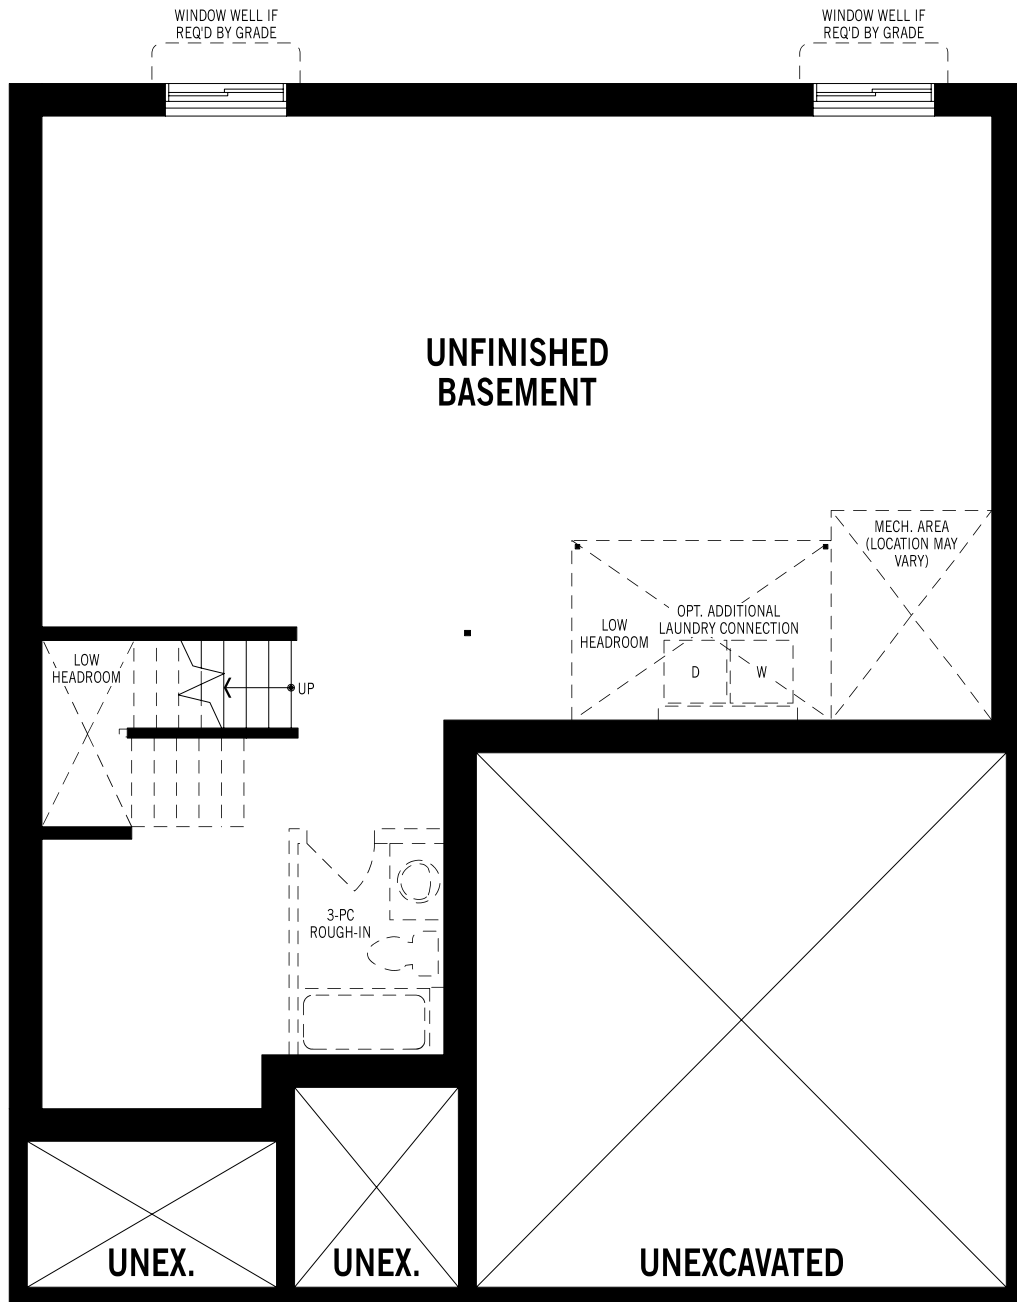 WINDOW WELL IF
REQ'D BY GRADE
WINDOW WELL IF
REQ'D BY GRADE
UNFINISHED
BASEMENT
MECH. AREA
(LOCATION MAY
VARY)
OPT. ADDITIONAL
LAUNDRY CONNECTION
LOW
HEADROOM
D
W
LOW
HEADROOM
UP
3-PC
ROUGH-IN
UNEX.
UNEX.
UNEXCAVATED